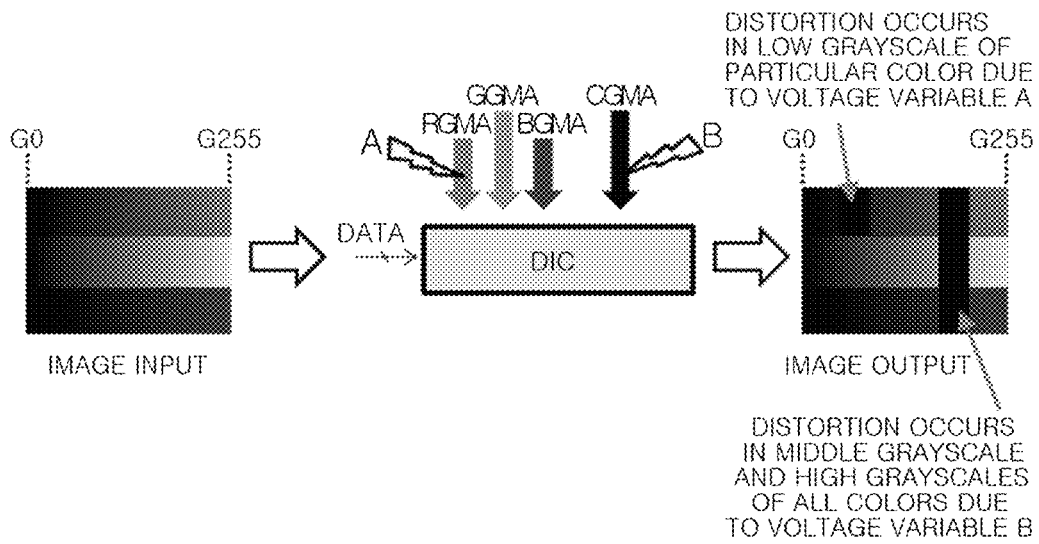 DISTORTION OCCURS
IN LOW GRAYSCALE OF
PARTICULAR COLOR DUE
TO VOLTAGE VARIABLE A
GGMA
CGMA
RGMA
BGMA
G0
G255
A
B
G0
G255
DATA
DIC
IMAGE INPUT
IMAGE OUTPUT
DISTORTION OCCURS
IN MIDDLE GRAYSCALE
AND HIGH GRAYSCALES
OF ALL COLORS DUE
TO VOLTAGE VARIABLE B